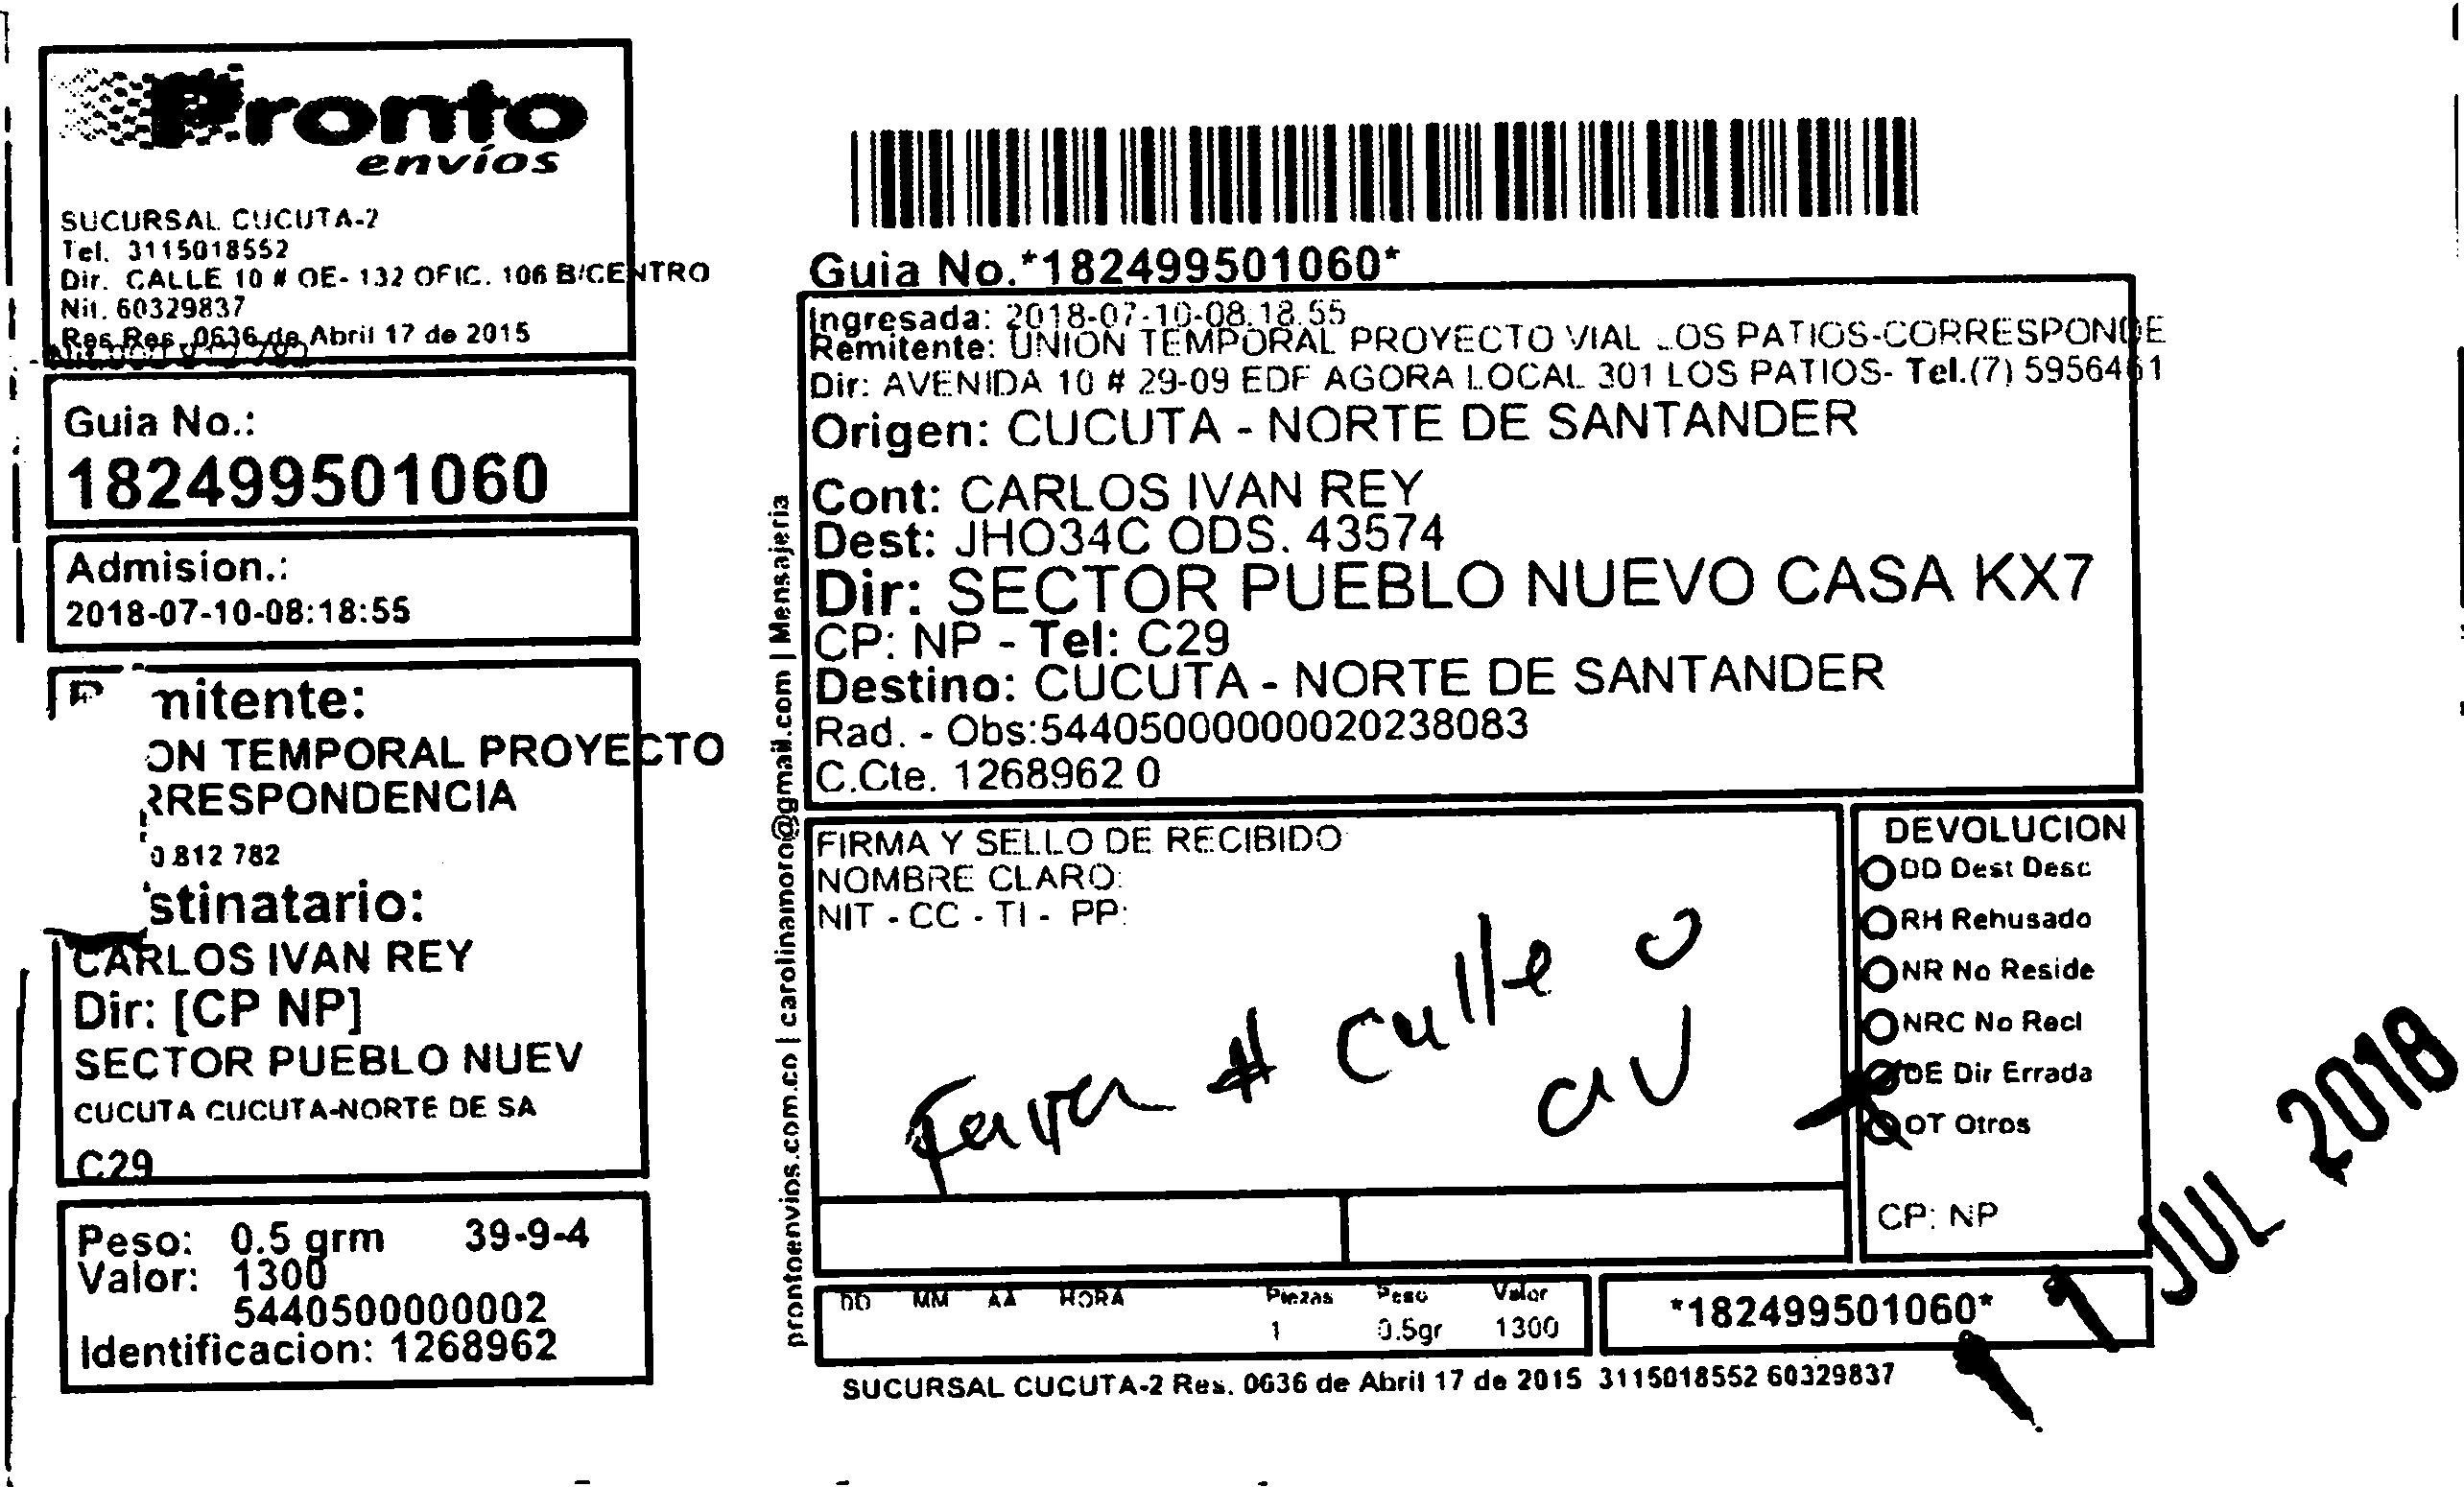 Pronto
envíos
SUCURSAL CUCUTA-2
Tel. 3115018552
Dir. CALLE 10 # OE- 132 OFIC. 106 B/CENTRO
Nit. 60329837
Res Res. 0636 de Abril 17 de 2015
Guia No.:
182499501060
Admision.:
2018-07-10-08:18:55
mitente:
ON TEMPORAL PROYECTO
RRESPONDENCIA
0 812 782
stinatario:
CARLOS IVAN REY
Dir: [CP NP]
SECTOR PUEBLO NUEV
CUCUTA CUCUTA-NORTE DE SA
C29
Peso: 0.5 grm 39-9-4
Valor: 1300
5440500000002
Identificacion: 1268962
prontoenvios.com.co | carolinamoro@gmail.com | Mensajeria
Guia No.*182499501060*
Ingresada: 2018-07-10-08.18.55
Remitente: UNION TEMPORAL PROYECTO VIAL LOS PATIOS-CORRESPONDE
Dir: AVENIDA 10 # 29-09 EDF AGORA LOCAL 301 LOS PATIOS- Tel.(7) 5956461
Origen: CUCUTA - NORTE DE SANTANDER
Cont: CARLOS IVAN REY
Dest: JHO34C ODS. 43574
Dir: SECTOR PUEBLO NUEVO CASA KX7
CP: NP - Tel: C29
Destino: CUCUTA - NORTE DE SANTANDER
Rad. - Obs:544050000000020238083
C.Cte. 1268962 0
FIRMA Y SELLO DE RECIBIDO
NOMBRE CLARO:
NIT - CC - TI - PP:
# calle o
av
DEVOLUCION
DD Dest Desc
RH Rehusado
NR No Reside
NRC No Recl
DE Dir Errada
OT Otros
CP: NP
DD MM AA HORA Piezas Peso Valor
1 0.5gr 1300
*182499501060*
JUL 2018
SUCURSAL CUCUTA-2 Res. 0636 de Abril 17 de 2015 3115018552 60329837